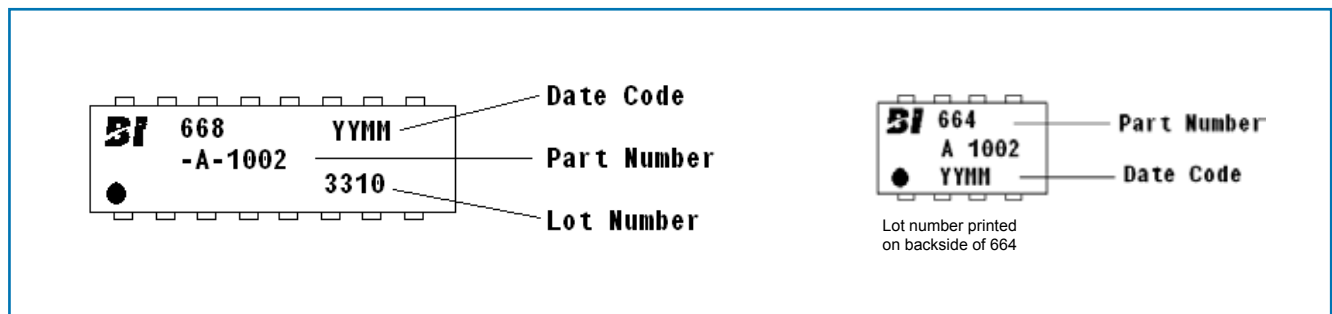 BI 668 YYMM
-A-1002
3310
Date Code
Part Number
Lot Number
BI 664
A 1002
YYMM
Part Number
Date Code
Lot number printed
on backside of 664